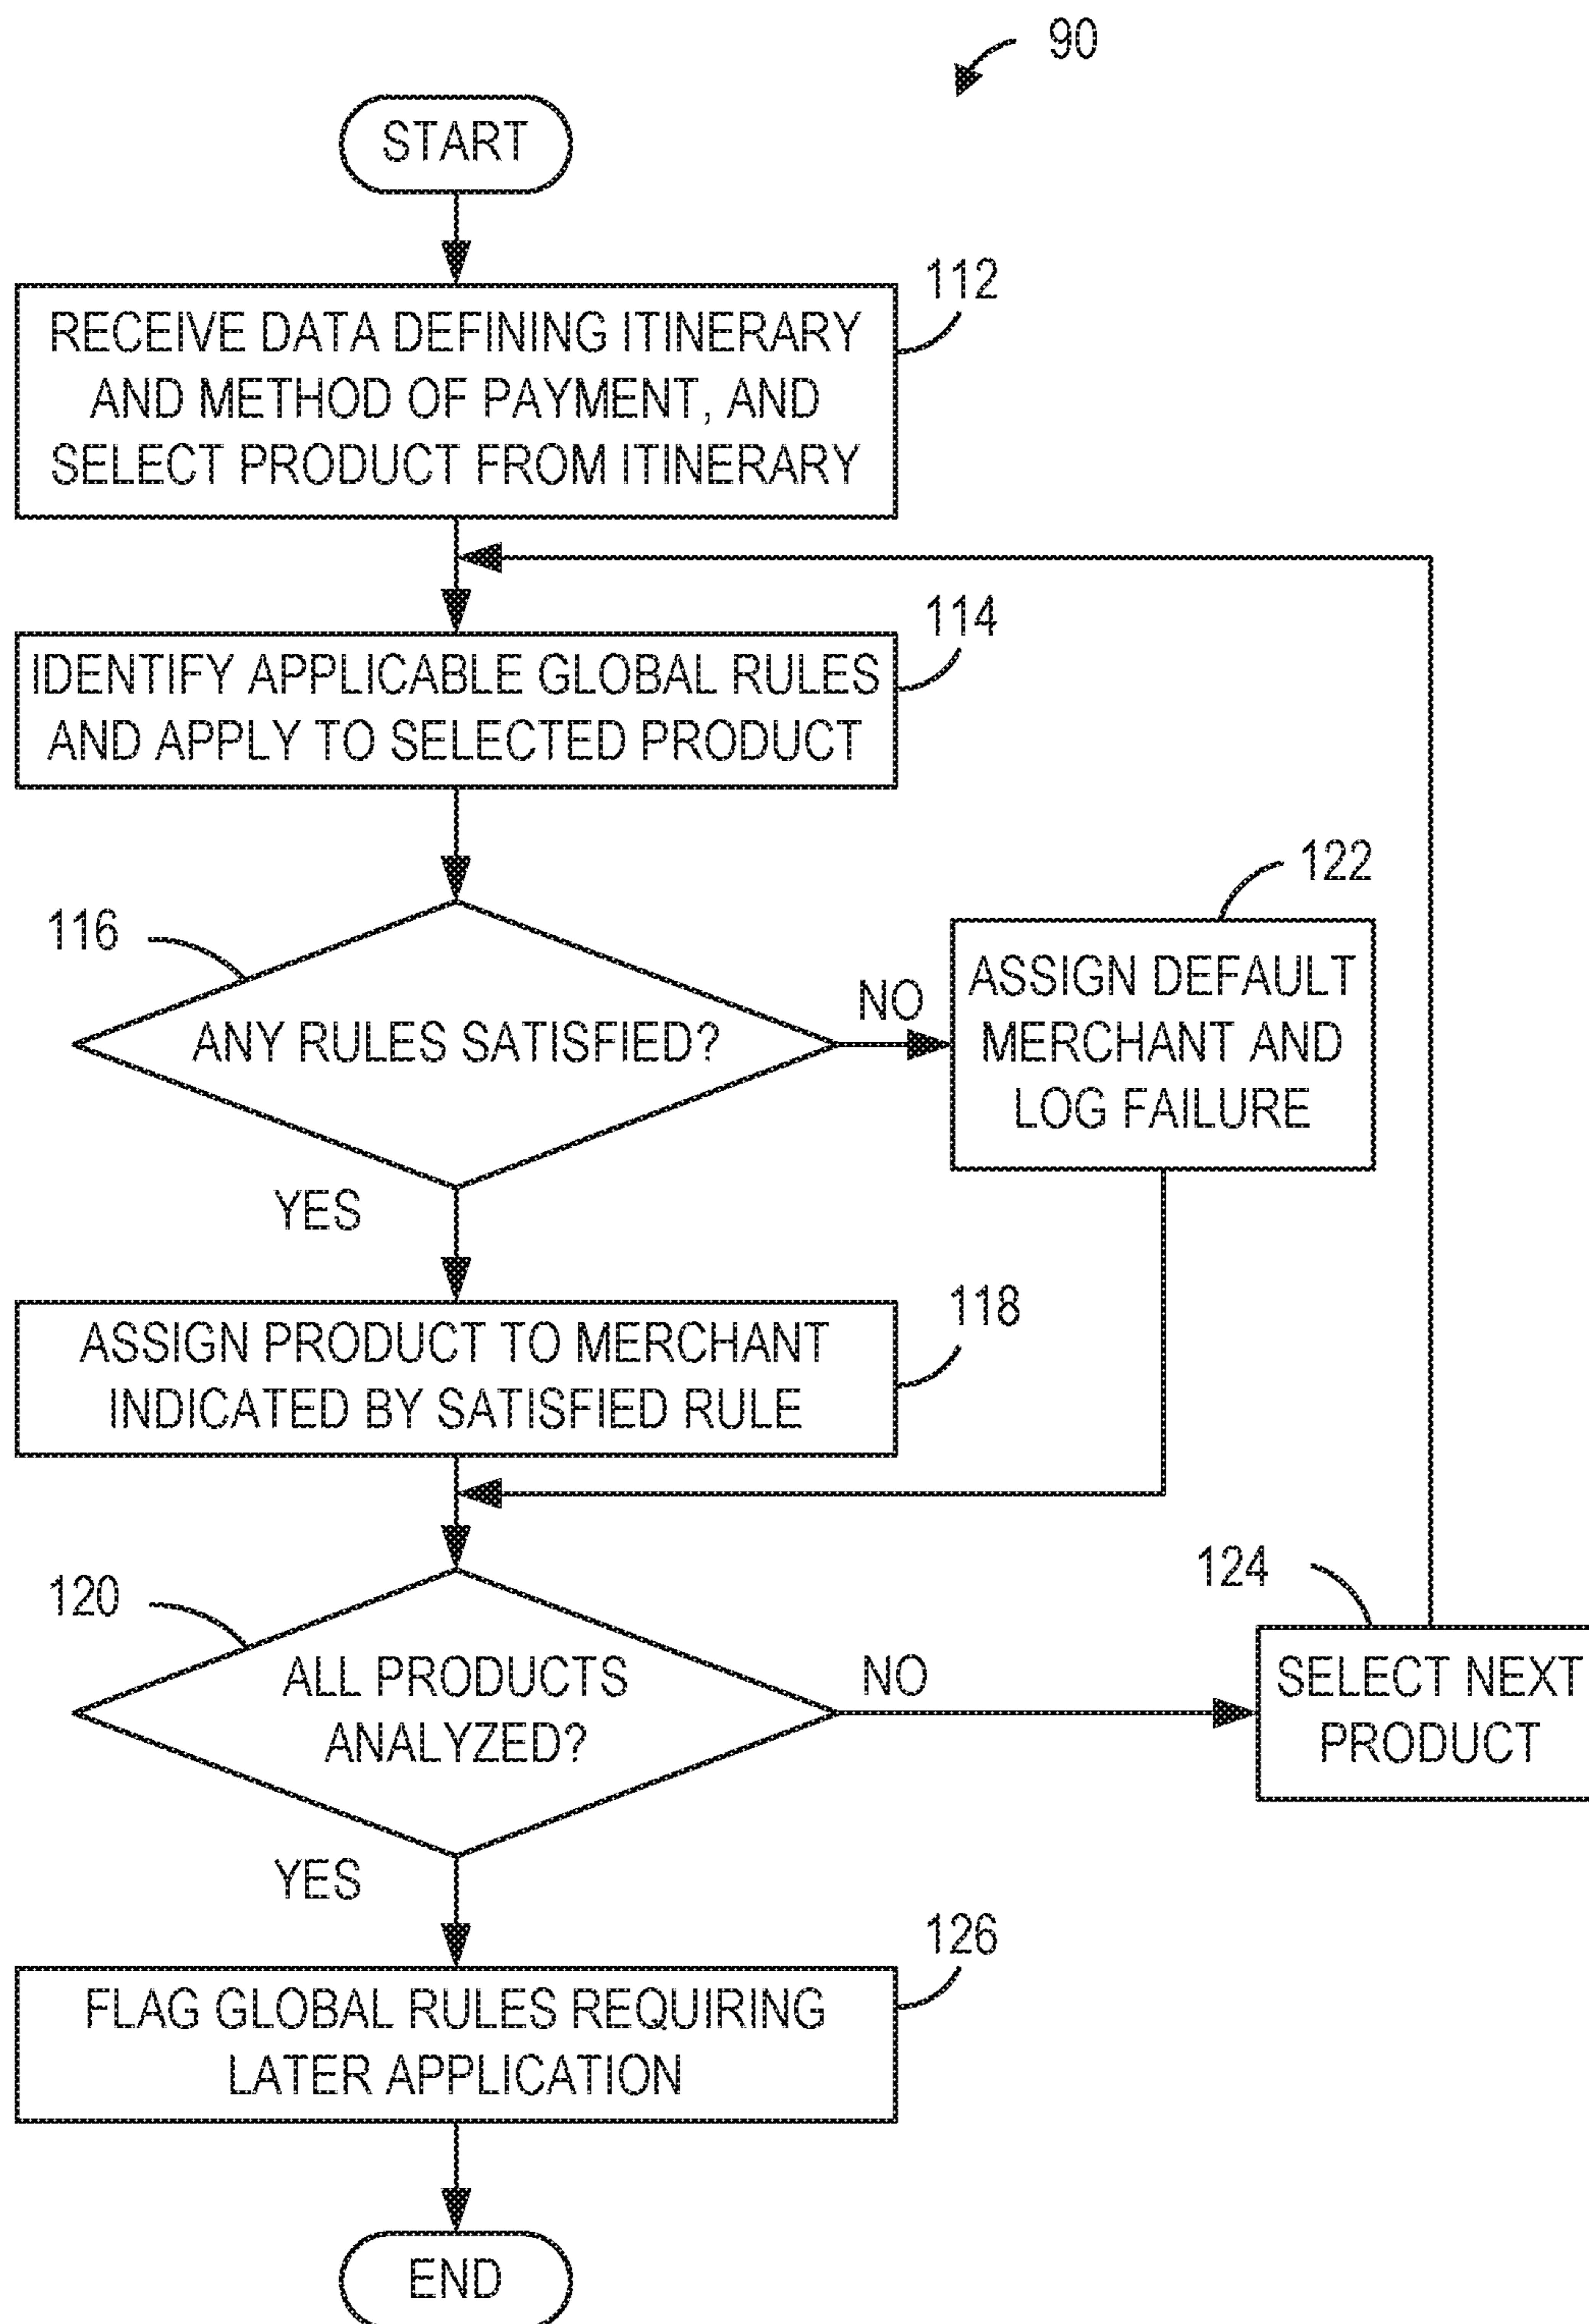 90
START
112
RECEIVE DATA DEFINING ITINERARY
AND METHOD OF PAYMENT, AND
SELECT PRODUCT FROM ITINERARY
114
IDENTIFY APPLICABLE GLOBAL RULES
AND APPLY TO SELECTED PRODUCT
116
ANY RULES SATISFIED?
NO
122
ASSIGN DEFAULT
MERCHANT AND
LOG FAILURE
YES
118
ASSIGN PRODUCT TO MERCHANT
INDICATED BY SATISFIED RULE
120
ALL PRODUCTS
ANALYZED?
NO
124
SELECT NEXT
PRODUCT
YES
126
FLAG GLOBAL RULES REQUIRING
LATER APPLICATION
END